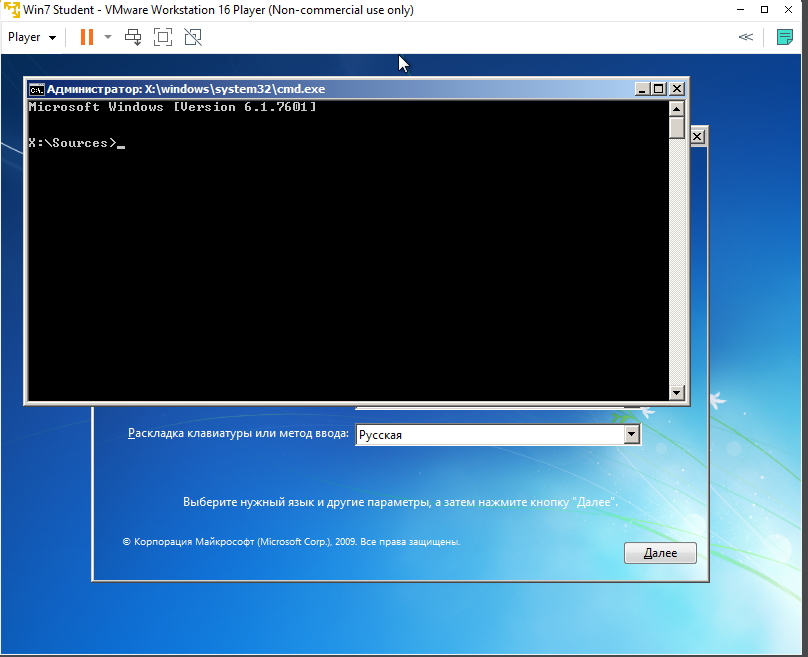 Win7 Student - VMware Workstation 16 Player (Non-commercial use only)
Player
Администратор: X:\windows\system32\cmd.exe
Microsoft Windows [Version 6.1.7601]
X:\Sources>_
Раскладка клавиатуры или метод ввода: Русская
Выберите нужный язык и другие параметры, а затем нажмите кнопку "Далее".
© Корпорация Майкрософт (Microsoft Corp.), 2009. Все права защищены.
Далее